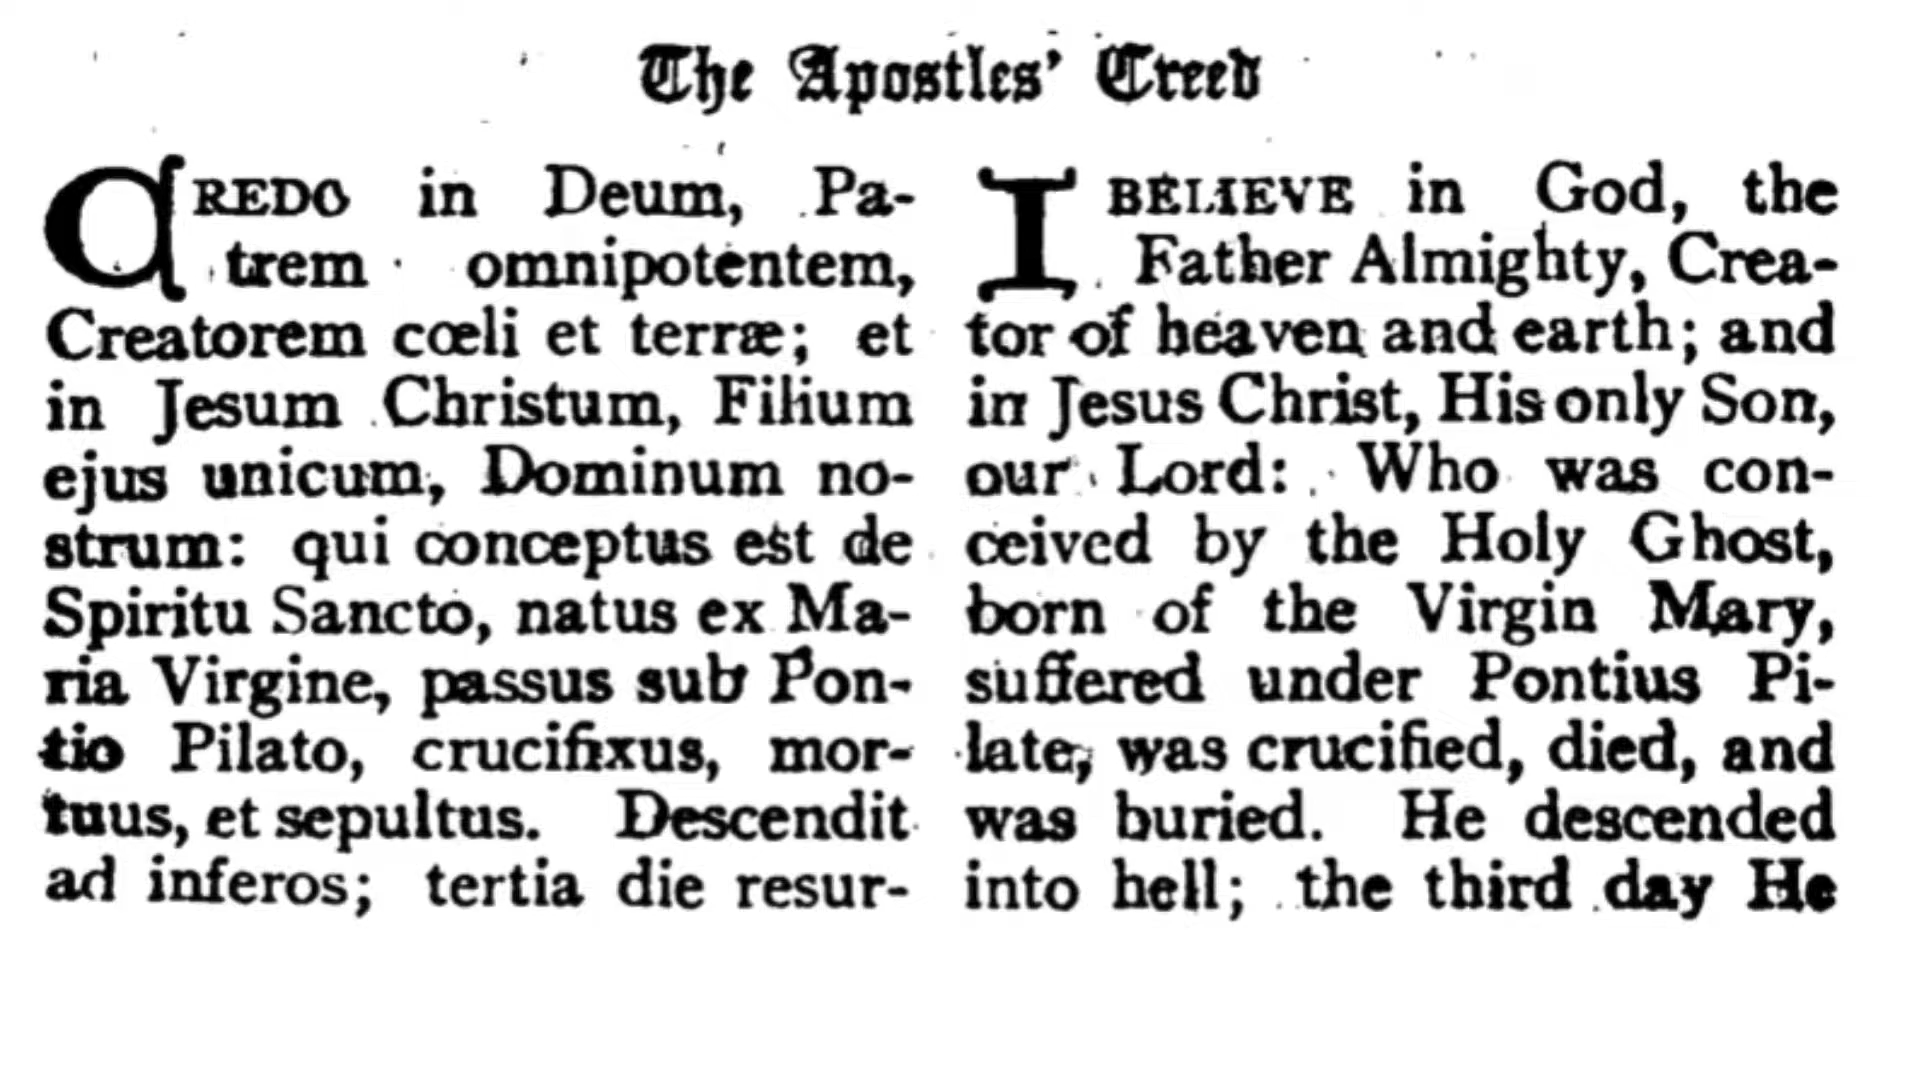 The Apostles' Creed
CREDO in Deum, Pa-
trem omnipotentem,
Creatorem cœli et terræ; et
in Jesum Christum, Filium
ejus unicum, Dominum no-
strum: qui conceptus est de
Spiritu Sancto, natus ex Ma-
ria Virgine, passus sub Pon-
tio Pilato, crucifixus, mor-
tuus, et sepultus. Descendit
ad inferos; tertia die resur-
I BELIEVE in God, the
Father Almighty, Crea-
tor of heaven and earth; and
in Jesus Christ, His only Son,
our Lord: Who was con-
ceived by the Holy Ghost,
born of the Virgin Mary,
suffered under Pontius Pi-
late, was crucified, died, and
was buried. He descended
into hell; the third day He